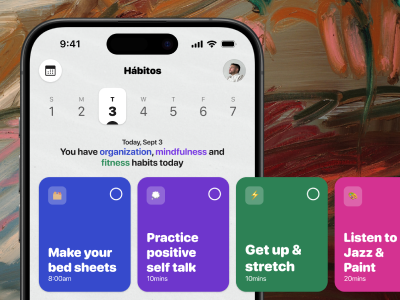 9:41
Hábitos
S M T W T F S
1 2 3 4 5 6 7
Today, Sept 3
You have organization, mindfulness and
fitness habits today
Make your
bed sheets
8:00am
Practice
positive
self talk
10mins
Get up &
stretch
10mins
Listen to
Jazz &
Paint
20mins